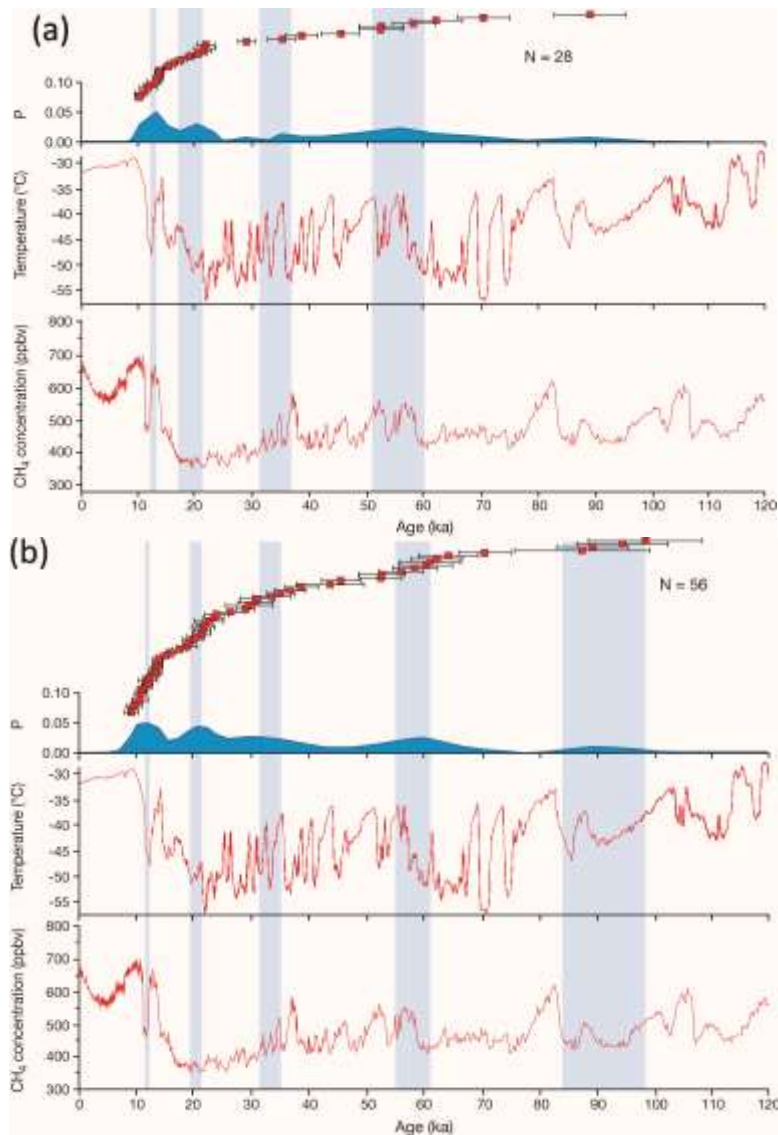 (a)
N = 28
0.10
0.05
0.00
P
-30
-35
-40
-45
-50
-55
Temperature (°C)
800
700
600
500
400
300
CH₄ concentration (ppbv)
0 10 20 30 40 50 60 70 80 90 100 110 120
Age (ka)
(b)
N = 56
0.10
0.05
0.00
P
-30
-35
-40
-45
-50
-55
Temperature (°C)
800
700
600
500
400
300
CH₄ concentration (ppbv)
0 10 20 30 40 50 60 70 80 90 100 110 120
Age (ka)